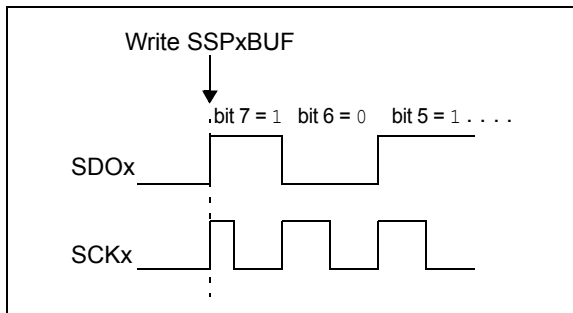 Write SSPxBUF
bit 7 = 1 bit 6 = 0 bit 5 = 1 . . . .
SDOx
SCKx